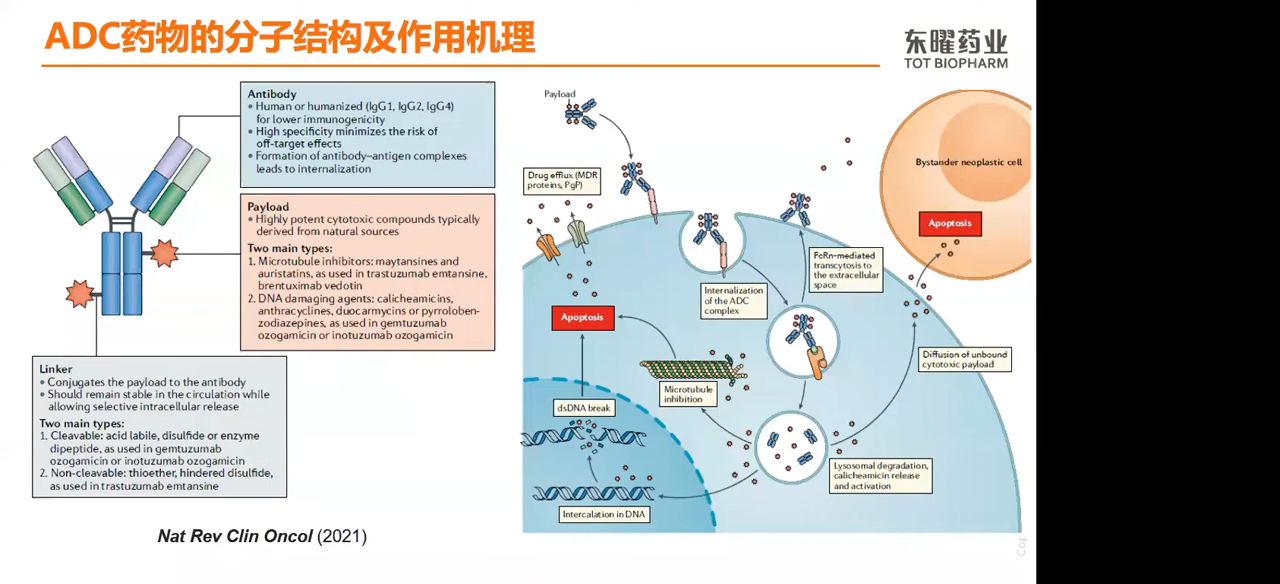 ADC药物的分子结构及作用机理
东曜药业
TOT BIOPHARM
Antibody
• Human or humanized (IgG1, IgG2, IgG4)
for lower immunogenicity
• High specificity minimizes the risk of
off-target effects
• Formation of antibody–antigen complexes
leads to internalization
Payload
• Highly potent cytotoxic compounds typically
derived from natural sources
Two main types:
1. Microtubule inhibitors: maytansines and
auristatins, as used in trastuzumab emtansine,
brentuximab vedotin
2. DNA damaging agents: calicheamicins,
anthracyclines, duocarmycins or pyrroloben-
zodiazepines, as used in gemtuzumab
ozogamicin or inotuzumab ozogamicin
Linker
• Conjugates the payload to the antibody
• Should remain stable in the circulation while
allowing selective intracellular release
Two main types:
1. Cleavable: acid labile, disulfide or enzyme
dipeptide, as used in gemtuzumab
ozogamicin or inotuzumab ozogamicin
2. Non-cleavable: thioether, hindered disulfide,
as used in trastuzumab emtansine
Nat Rev Clin Oncol (2021)
Payload
Drug efflux (MDR
proteins, PgP)
Bystander neoplastic cell
Apoptosis
FcRn-mediated
transcytosis to
the extracellular
space
Internalization
of the ADC
complex
Apoptosis
Diffusion of unbound
cytotoxic payload
Microtubule
inhibition
dsDNA break
Lysosomal degradation,
calicheamicin release
and activation
Intercalation in DNA
Cop